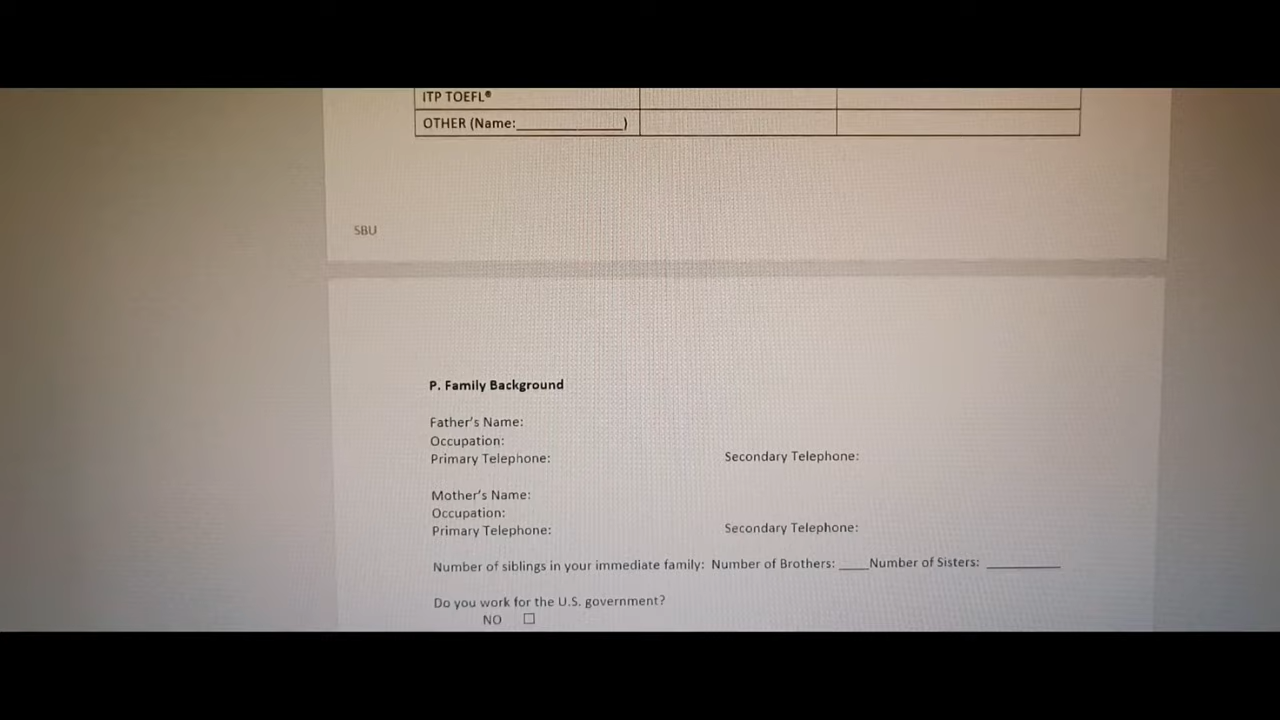 ITP TOEFL®
OTHER (Name:______________)
SBU
P. Family Background
Father's Name:
Occupation:
Primary Telephone: Secondary Telephone:
Mother's Name:
Occupation:
Primary Telephone: Secondary Telephone:
Number of siblings in your immediate family: Number of Brothers: ____Number of Sisters: __________
Do you work for the U.S. government?
NO ☐